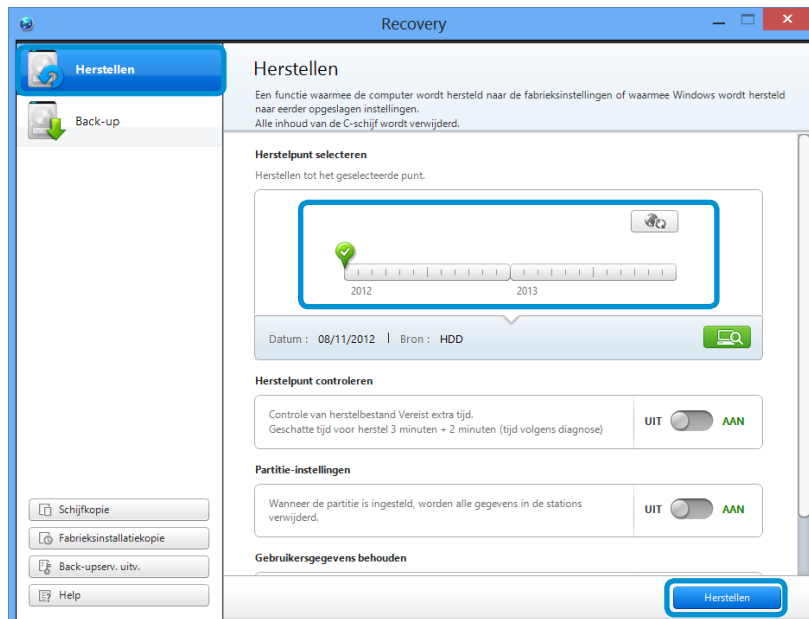 Recovery
Herstellen
Back-up
Schijfkopie
Fabrieksinstallatiekopie
Back-upserv. uitv.
Help
Herstellen
Een functie waarmee de computer wordt hersteld naar de fabrieksinstellingen of waarmee Windows wordt hersteld
naar eerder opgeslagen instellingen.
Alle inhoud van de C-schijf wordt verwijderd.
Herstelpunt selecteren
Herstellen tot het geselecteerde punt.
2012 2013
Datum : 08/11/2012 | Bron : HDD
Herstelpunt controleren
Controle van herstelbestand Vereist extra tijd.
Geschatte tijd voor herstel 3 minuten + 2 minuten (tijd volgens diagnose)
UIT AAN
Partitie-instellingen
Wanneer de partitie is ingesteld, worden alle gegevens in de stations
verwijderd.
UIT AAN
Gebruikersgegevens behouden
Herstellen